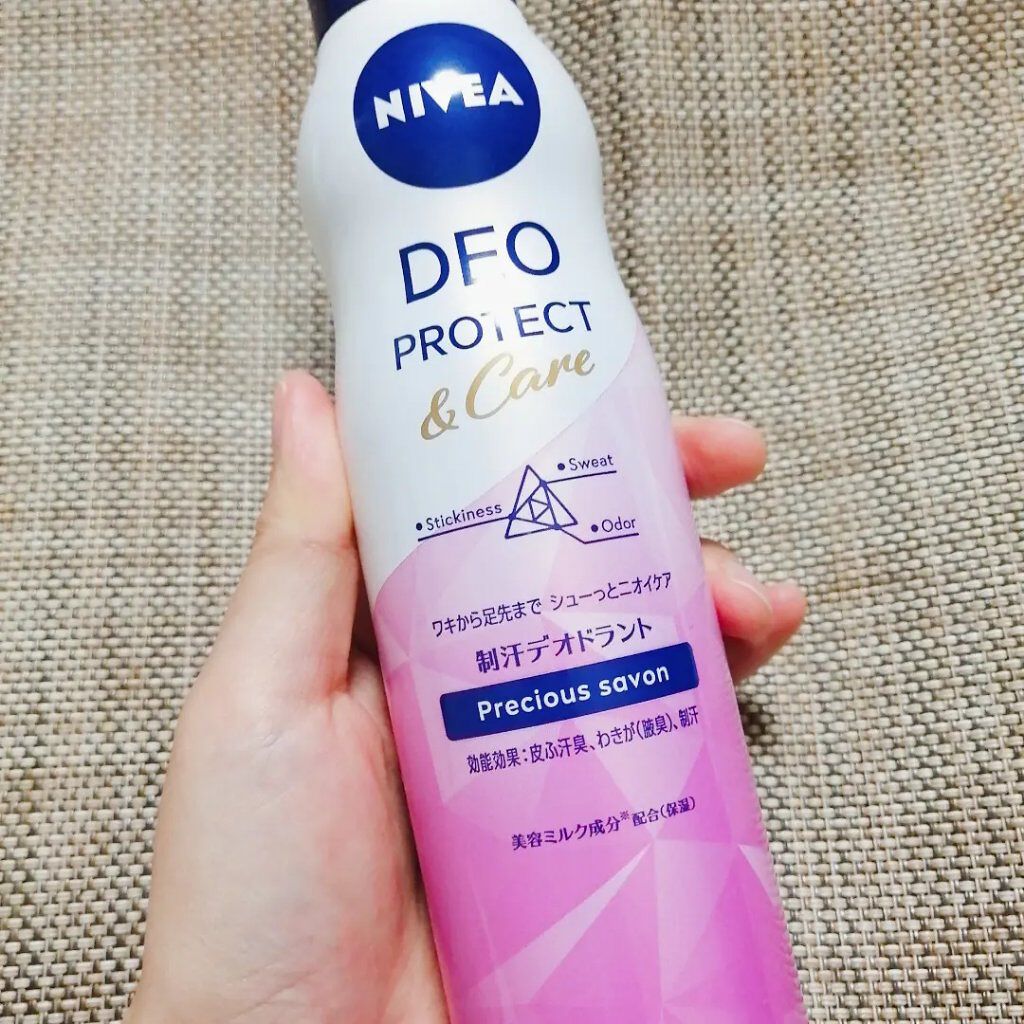 NIVEA
DEO
PROTECT
& Care
Sweat
Stickiness
Odor
ワキから足先まで シューっとニオイケア
制汗デオドラント
Precious savon
効能効果：皮ふ汗臭、わきが（腋臭）、制汗
美容ミルク成分※配合（保湿）